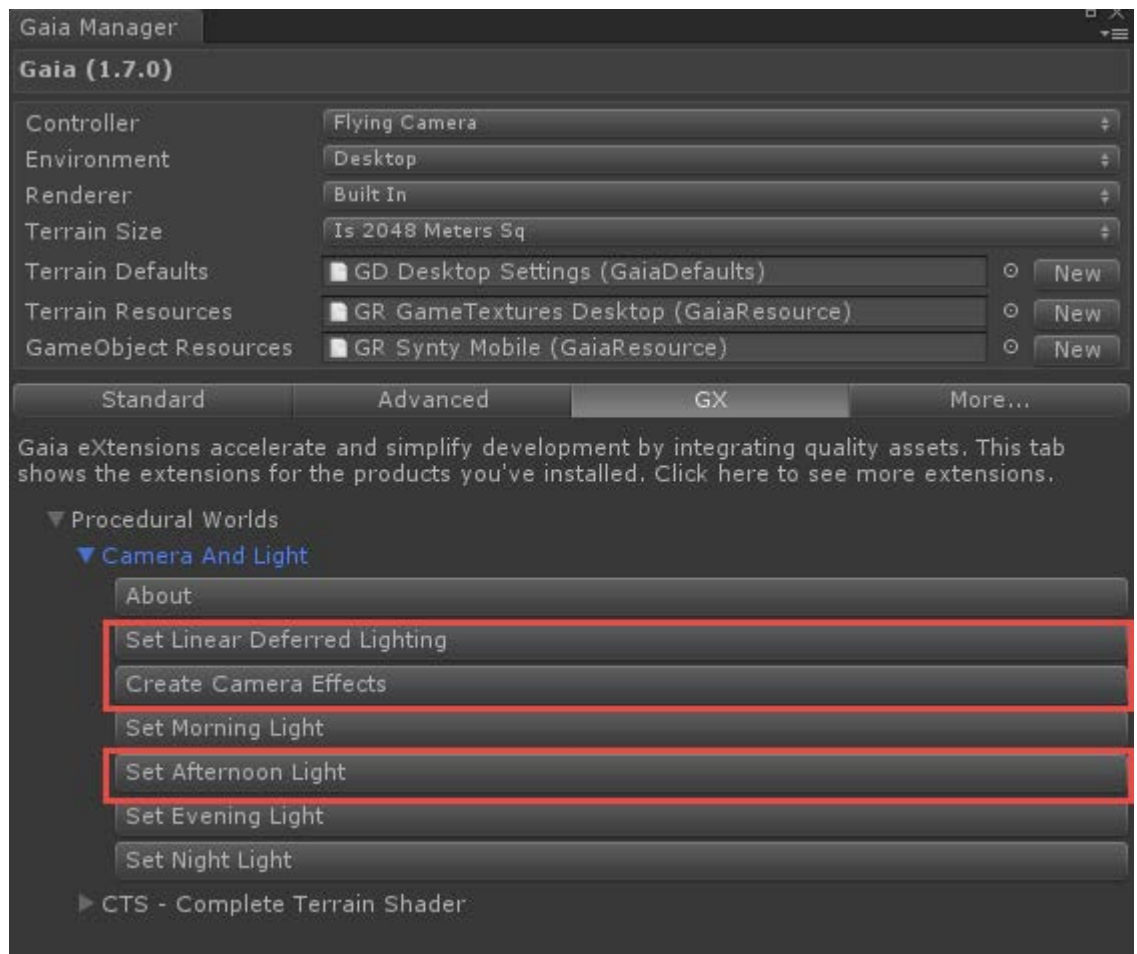 Gaia Manager
Gaia (1.7.0)
Controller Flying Camera
Environment Desktop
Renderer Built In
Terrain Size Is 2048 Meters Sq
Terrain Defaults GD Desktop Settings (GaiaDefaults) New
Terrain Resources GR GameTextures Desktop (GaiaResource) New
GameObject Resources GR Synty Mobile (GaiaResource) New
Standard Advanced GX More...
Gaia eXtensions accelerate and simplify development by integrating quality assets. This tab
shows the extensions for the products you've installed. Click here to see more extensions.
Procedural Worlds
Camera And Light
About
Set Linear Deferred Lighting
Create Camera Effects
Set Morning Light
Set Afternoon Light
Set Evening Light
Set Night Light
CTS - Complete Terrain Shader